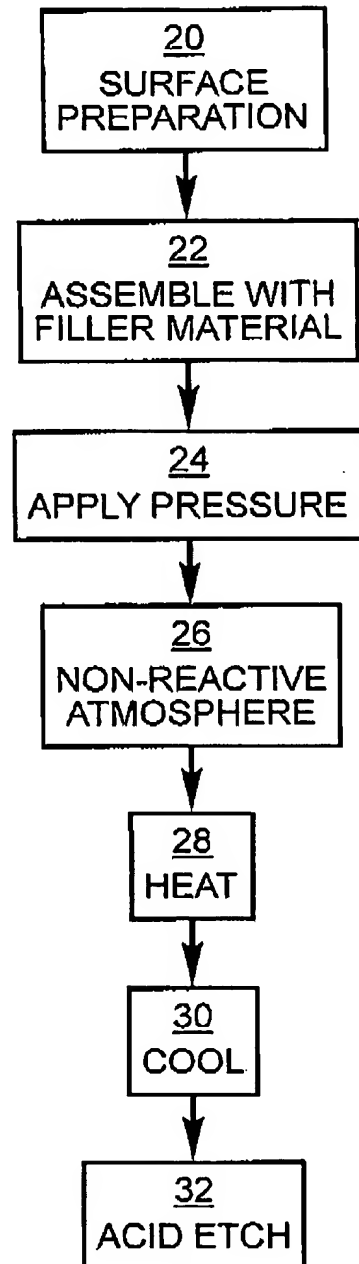 20
SURFACE
PREPARATION
22
ASSEMBLE WITH
FILLER MATERIAL
24
APPLY PRESSURE
26
NON-REACTIVE
ATMOSPHERE
28
HEAT
30
COOL
32
ACID ETCH